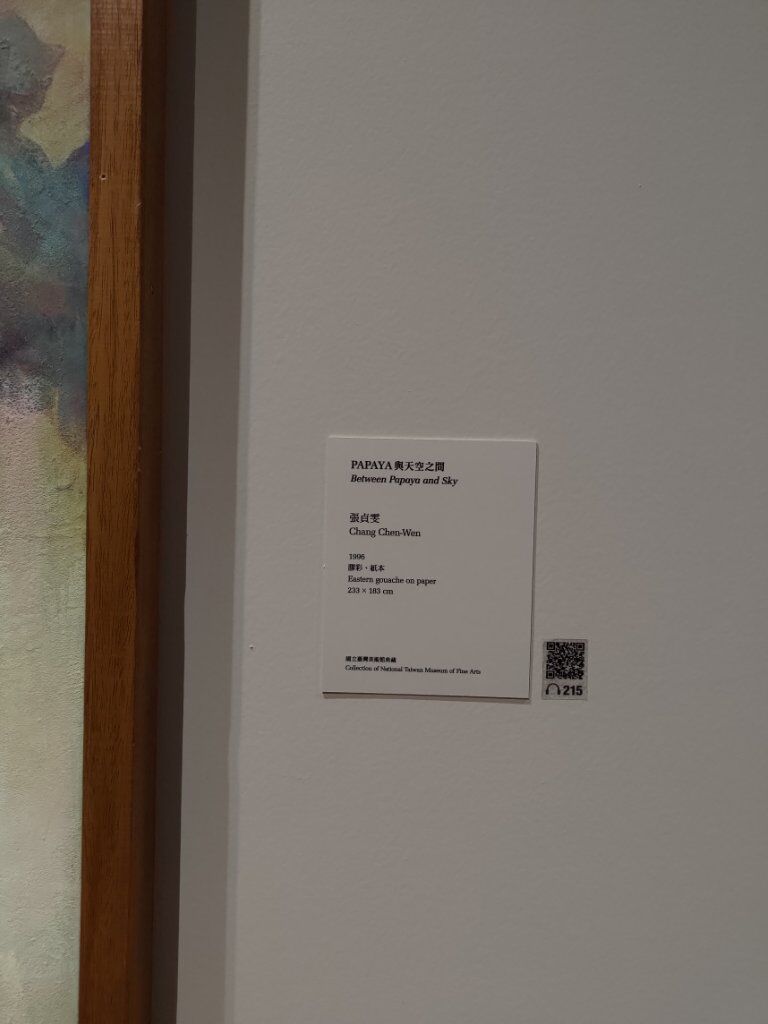 PAPAYA與天空之間
Between Papaya and Sky
張貞雯
Chang Chen-Wen
1996
膠彩・紙本
Eastern gouache on paper
233 × 183 cm
國立臺灣美術館典藏
Collection of National Taiwan Museum of Fine Arts
215